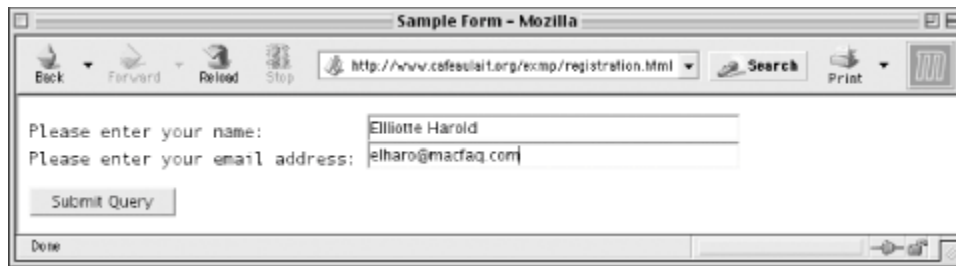 Sample Form – Mozilla
Back Forward Reload Stop http://www.cafeaulait.org/exmp/registration.html Search Print
Please enter your name: Elliotte Harold
Please enter your email address: elharo@macfaq.com
Submit Query
Done